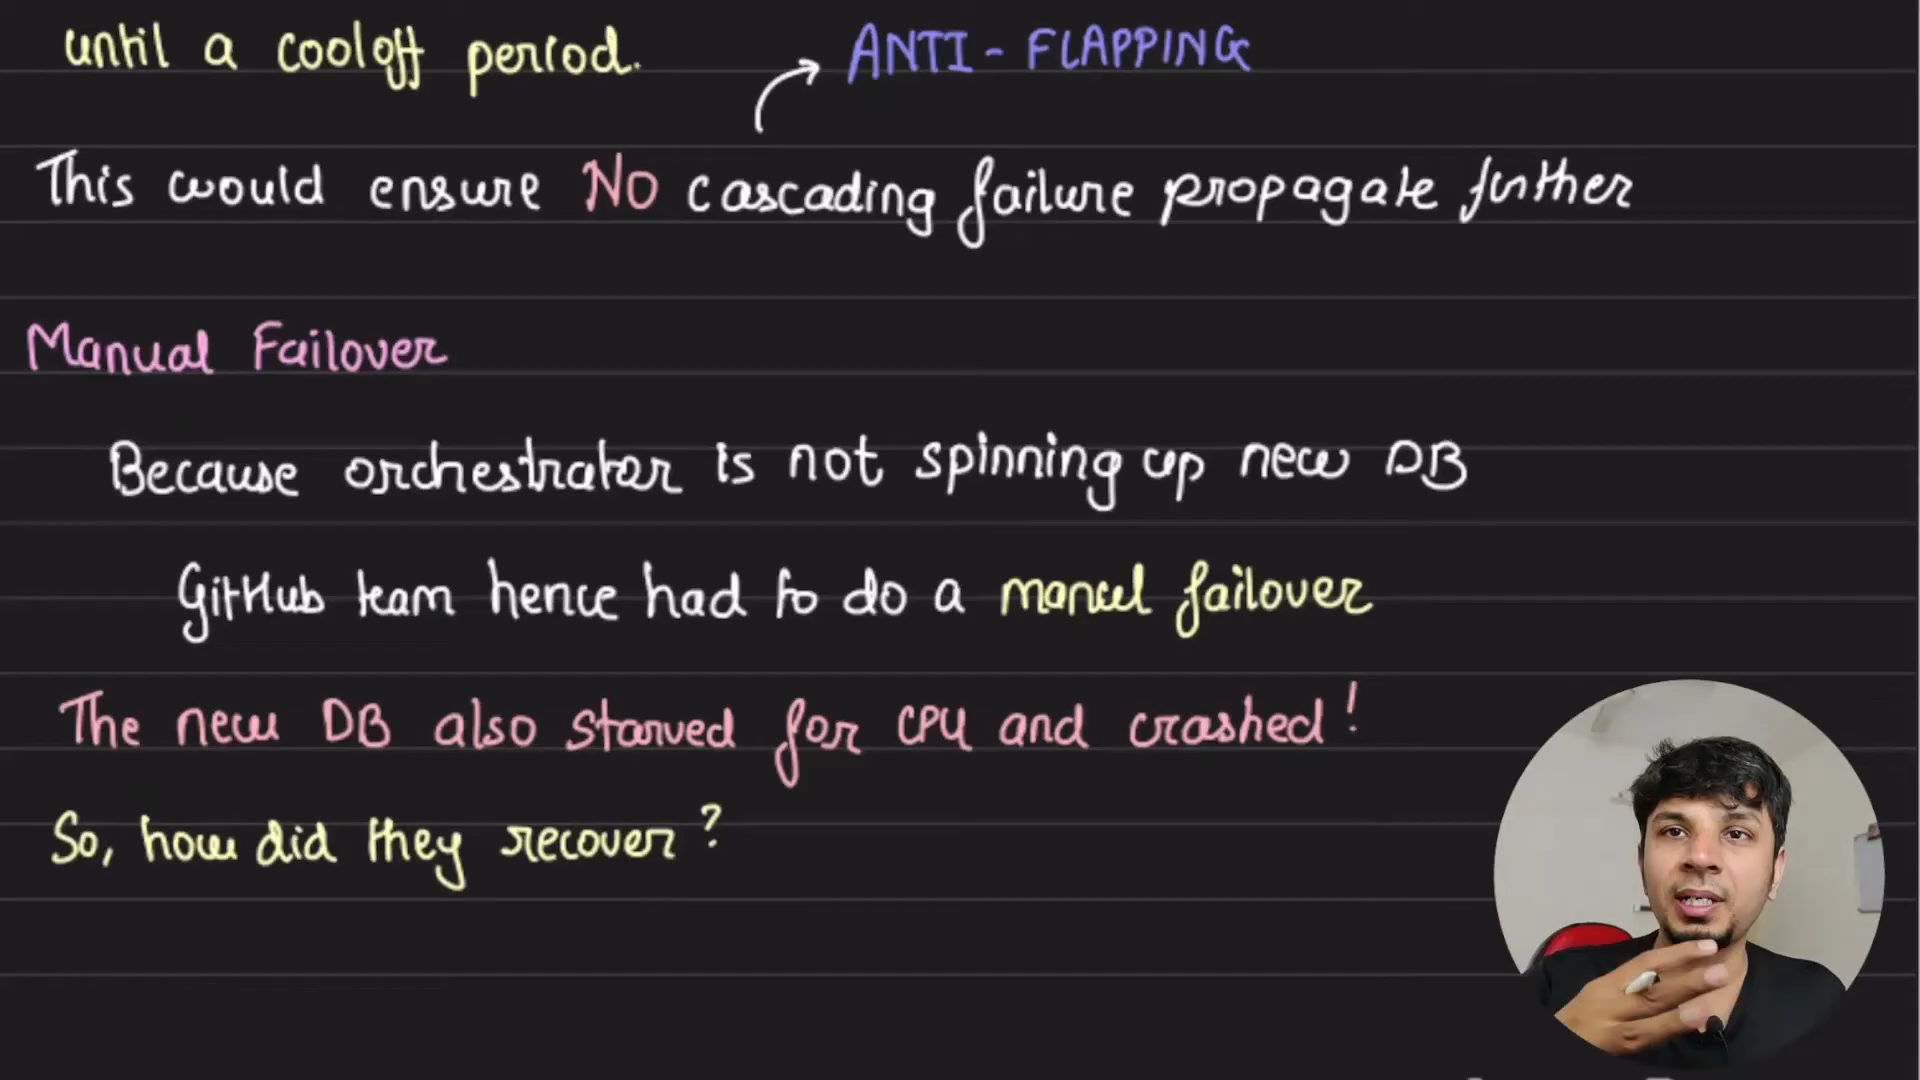 until a cooloff period. ANTI - FLAPPING
This would ensure NO cascading failure propagate further
Manual Failover
Because orchestrator is not spinning up new DB
GitHub team hence had to do a manual failover
The new DB also starved for CPU and crashed!
So, how did they recover?